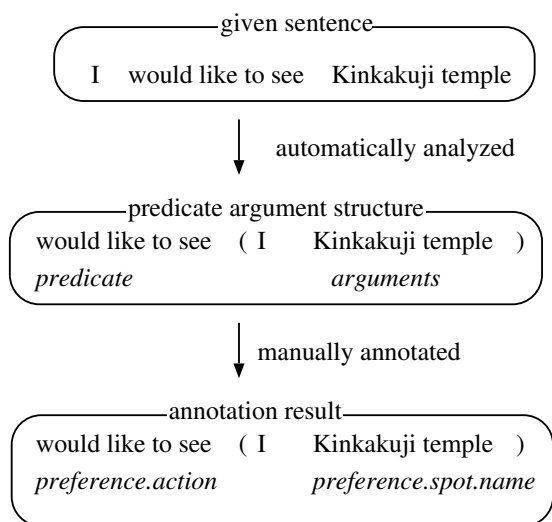 given sentence
I would like to see Kinkakuji temple
automatically analyzed
predicate argument structure
would like to see ( I Kinkakuji temple )
predicate arguments
manually annotated
annotation result
would like to see ( I Kinkakuji temple )
preference.action preference.spot.name